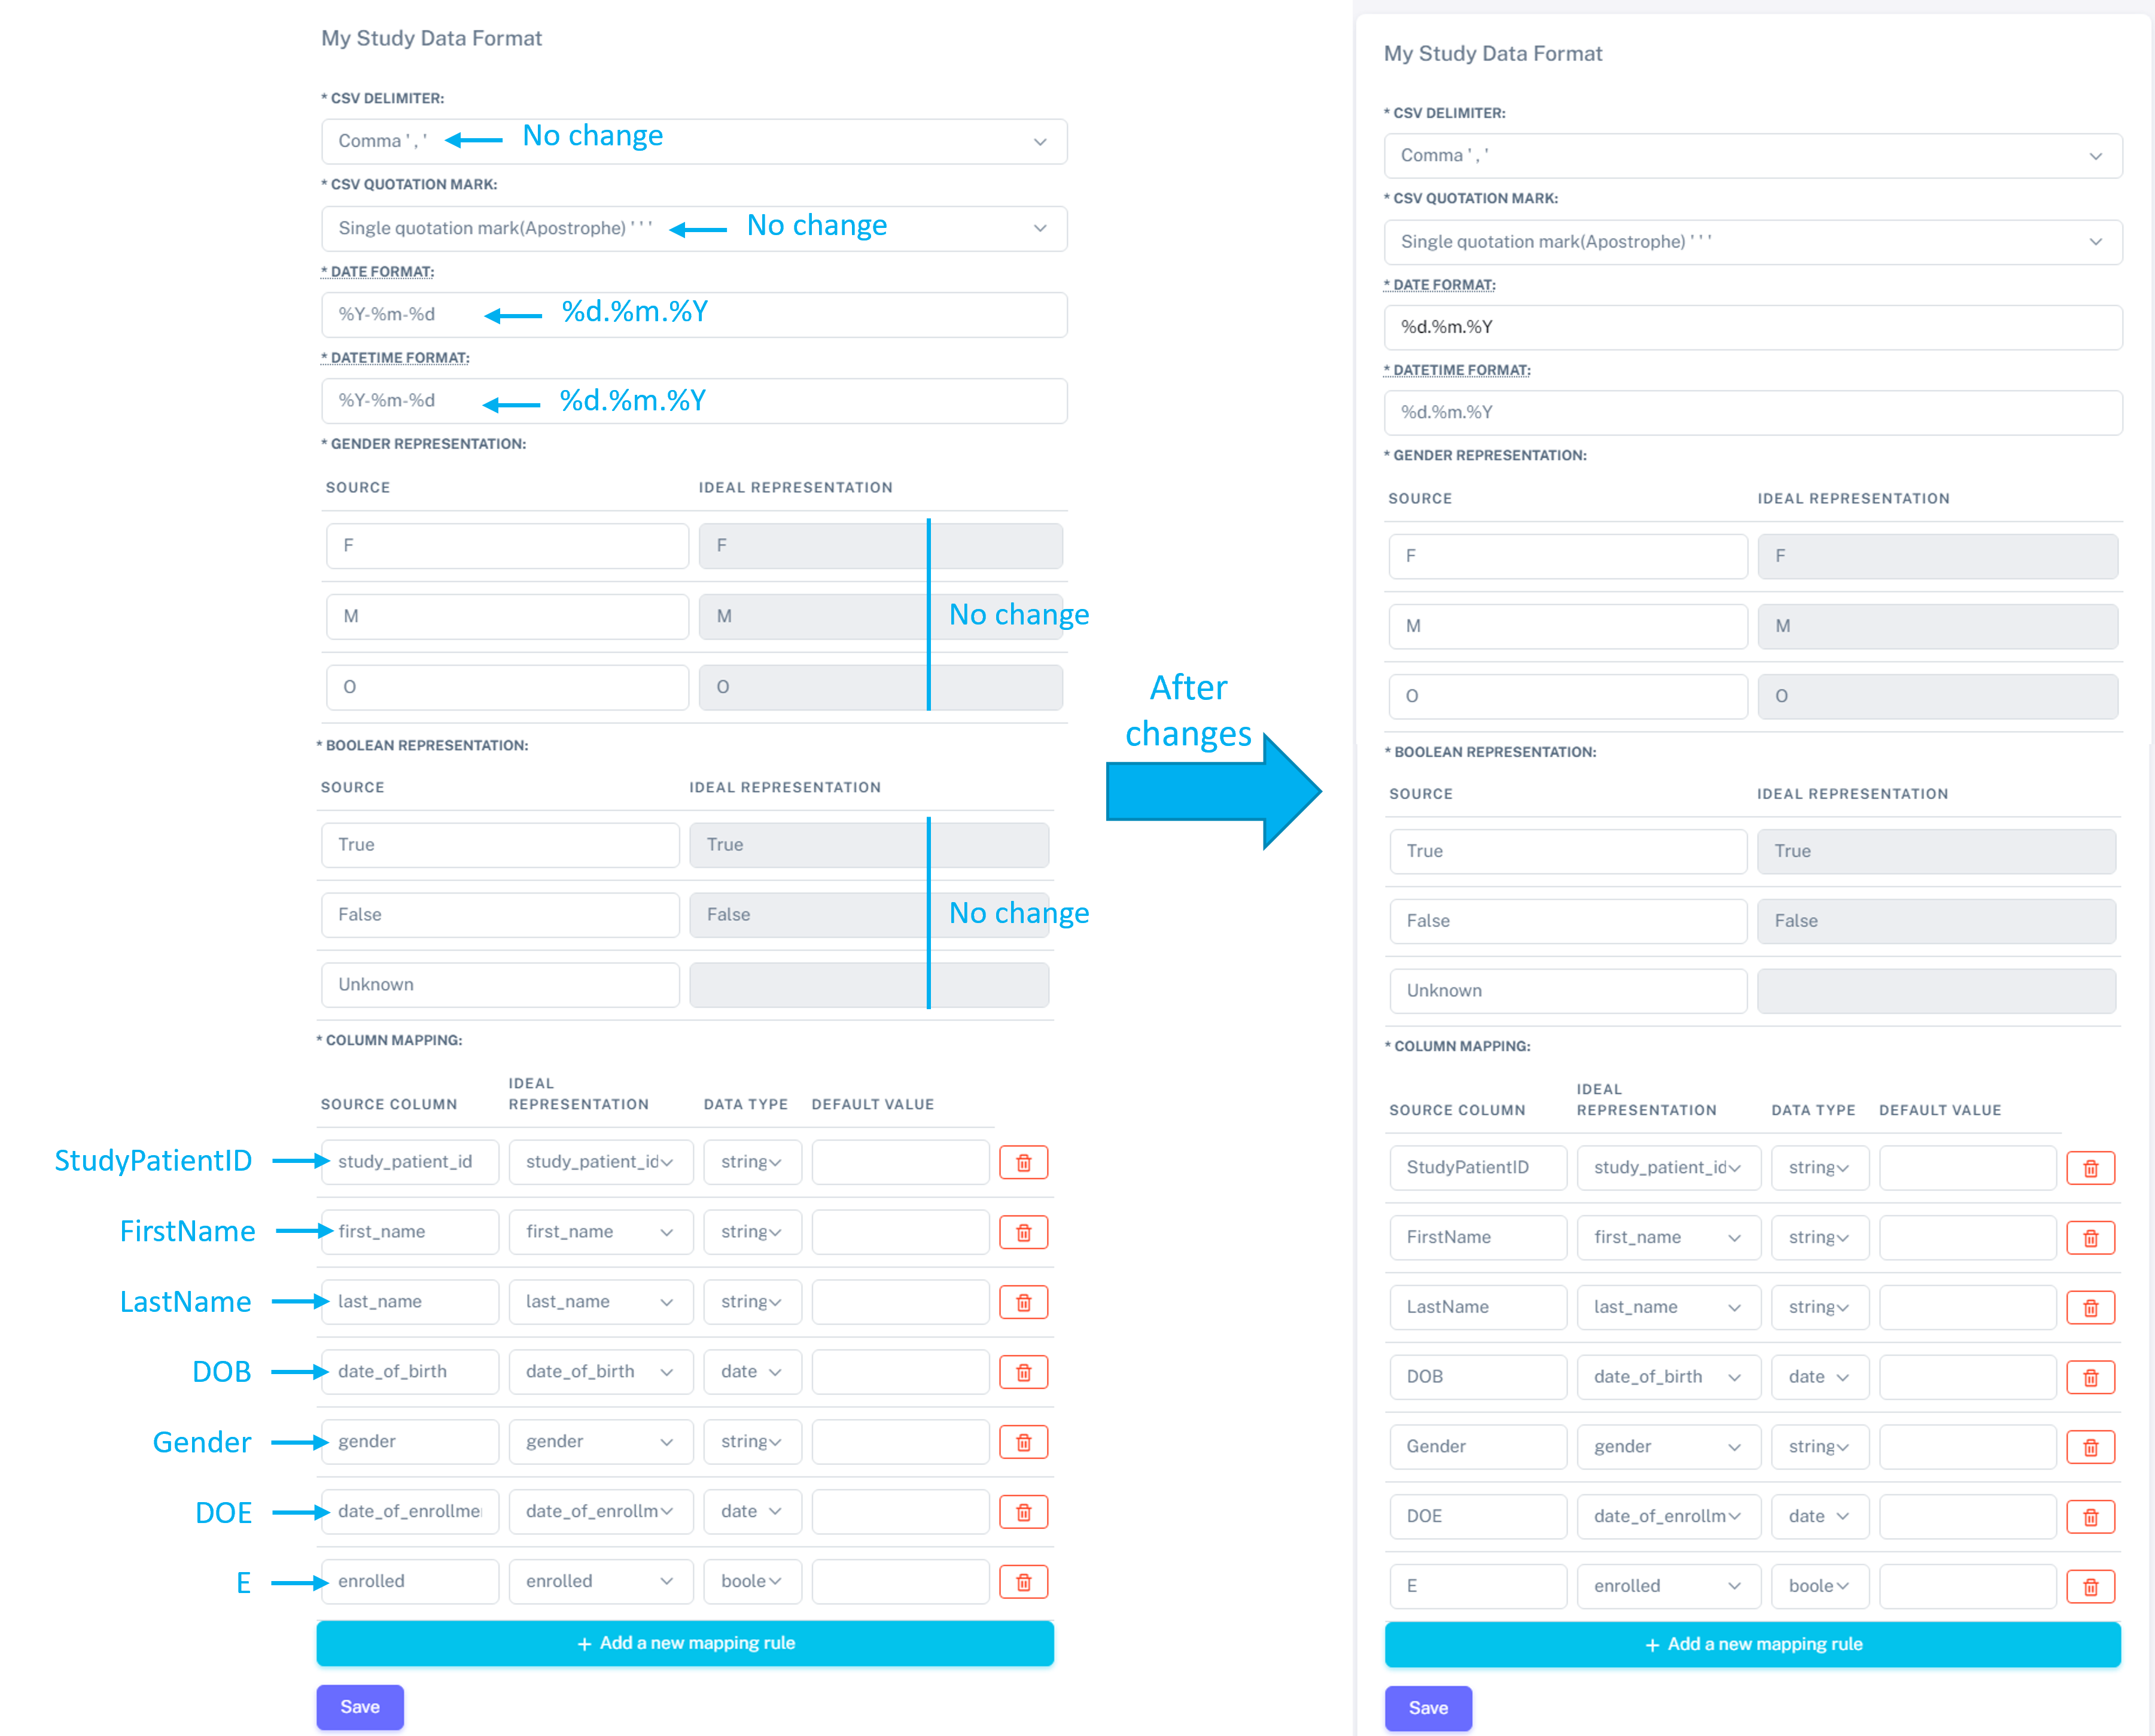 My Study Data Format
* CSV DELIMITER:
Comma ' , ' No change
* CSV QUOTATION MARK:
Single quotation mark(Apostrophe) ' ' ' No change
* DATE FORMAT:
%Y-%m-%d %d.%m.%Y
* DATETIME FORMAT:
%Y-%m-%d %d.%m.%Y
* GENDER REPRESENTATION:
SOURCE IDEAL REPRESENTATION
F F
M M No change
O O
* BOOLEAN REPRESENTATION:
SOURCE IDEAL REPRESENTATION
True True
False False No change
Unknown
* COLUMN MAPPING:
SOURCE COLUMN IDEAL REPRESENTATION DATA TYPE DEFAULT VALUE
StudyPatientID study_patient_id study_patient_id string
FirstName first_name first_name string
LastName last_name last_name string
DOB date_of_birth date_of_birth date
Gender gender gender string
DOE date_of_enrollme date_of_enrollm date
E enrolled enrolled boole
+ Add a new mapping rule
Save
After
changes
My Study Data Format
* CSV DELIMITER:
Comma ' , '
* CSV QUOTATION MARK:
Single quotation mark(Apostrophe) ' ' '
* DATE FORMAT:
%d.%m.%Y
* DATETIME FORMAT:
%d.%m.%Y
* GENDER REPRESENTATION:
SOURCE IDEAL REPRESENTATION
F F
M M
O O
* BOOLEAN REPRESENTATION:
SOURCE IDEAL REPRESENTATION
True True
False False
Unknown
* COLUMN MAPPING:
SOURCE COLUMN IDEAL REPRESENTATION DATA TYPE DEFAULT VALUE
StudyPatientID study_patient_id string
FirstName first_name string
LastName last_name string
DOB date_of_birth date
Gender gender string
DOE date_of_enrollm date
E enrolled boole
+ Add a new mapping rule
Save